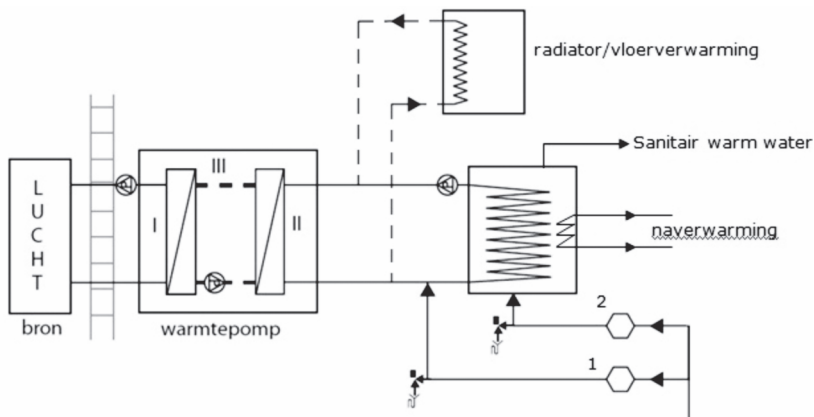 radiator/vloerverwarming
Sanitair warm water
LUCHT
I
III
II
naverwarming
bron
warmtepomp
2
1